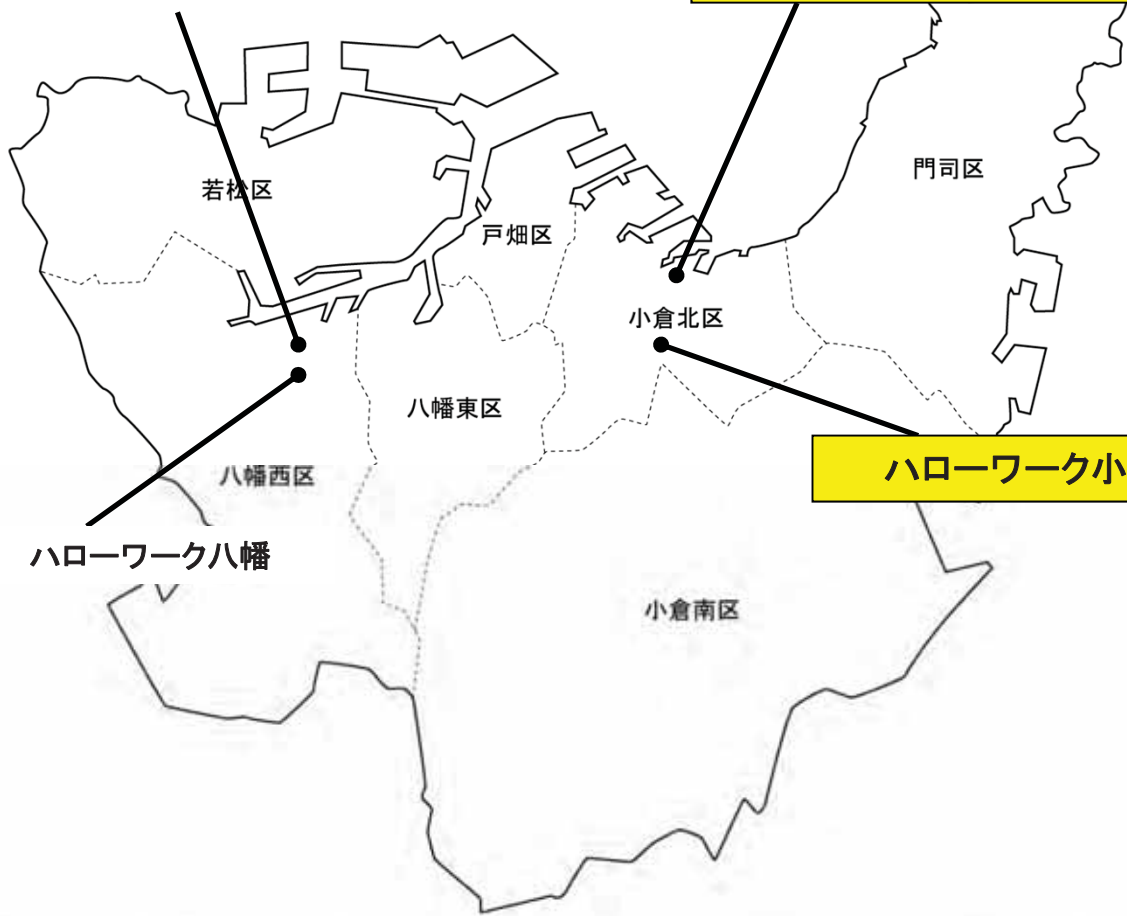 門司区
若松区
戸畑区
小倉北区
八幡東区
ハローワーク小
八幡西区
ハローワーク八幡
小倉南区